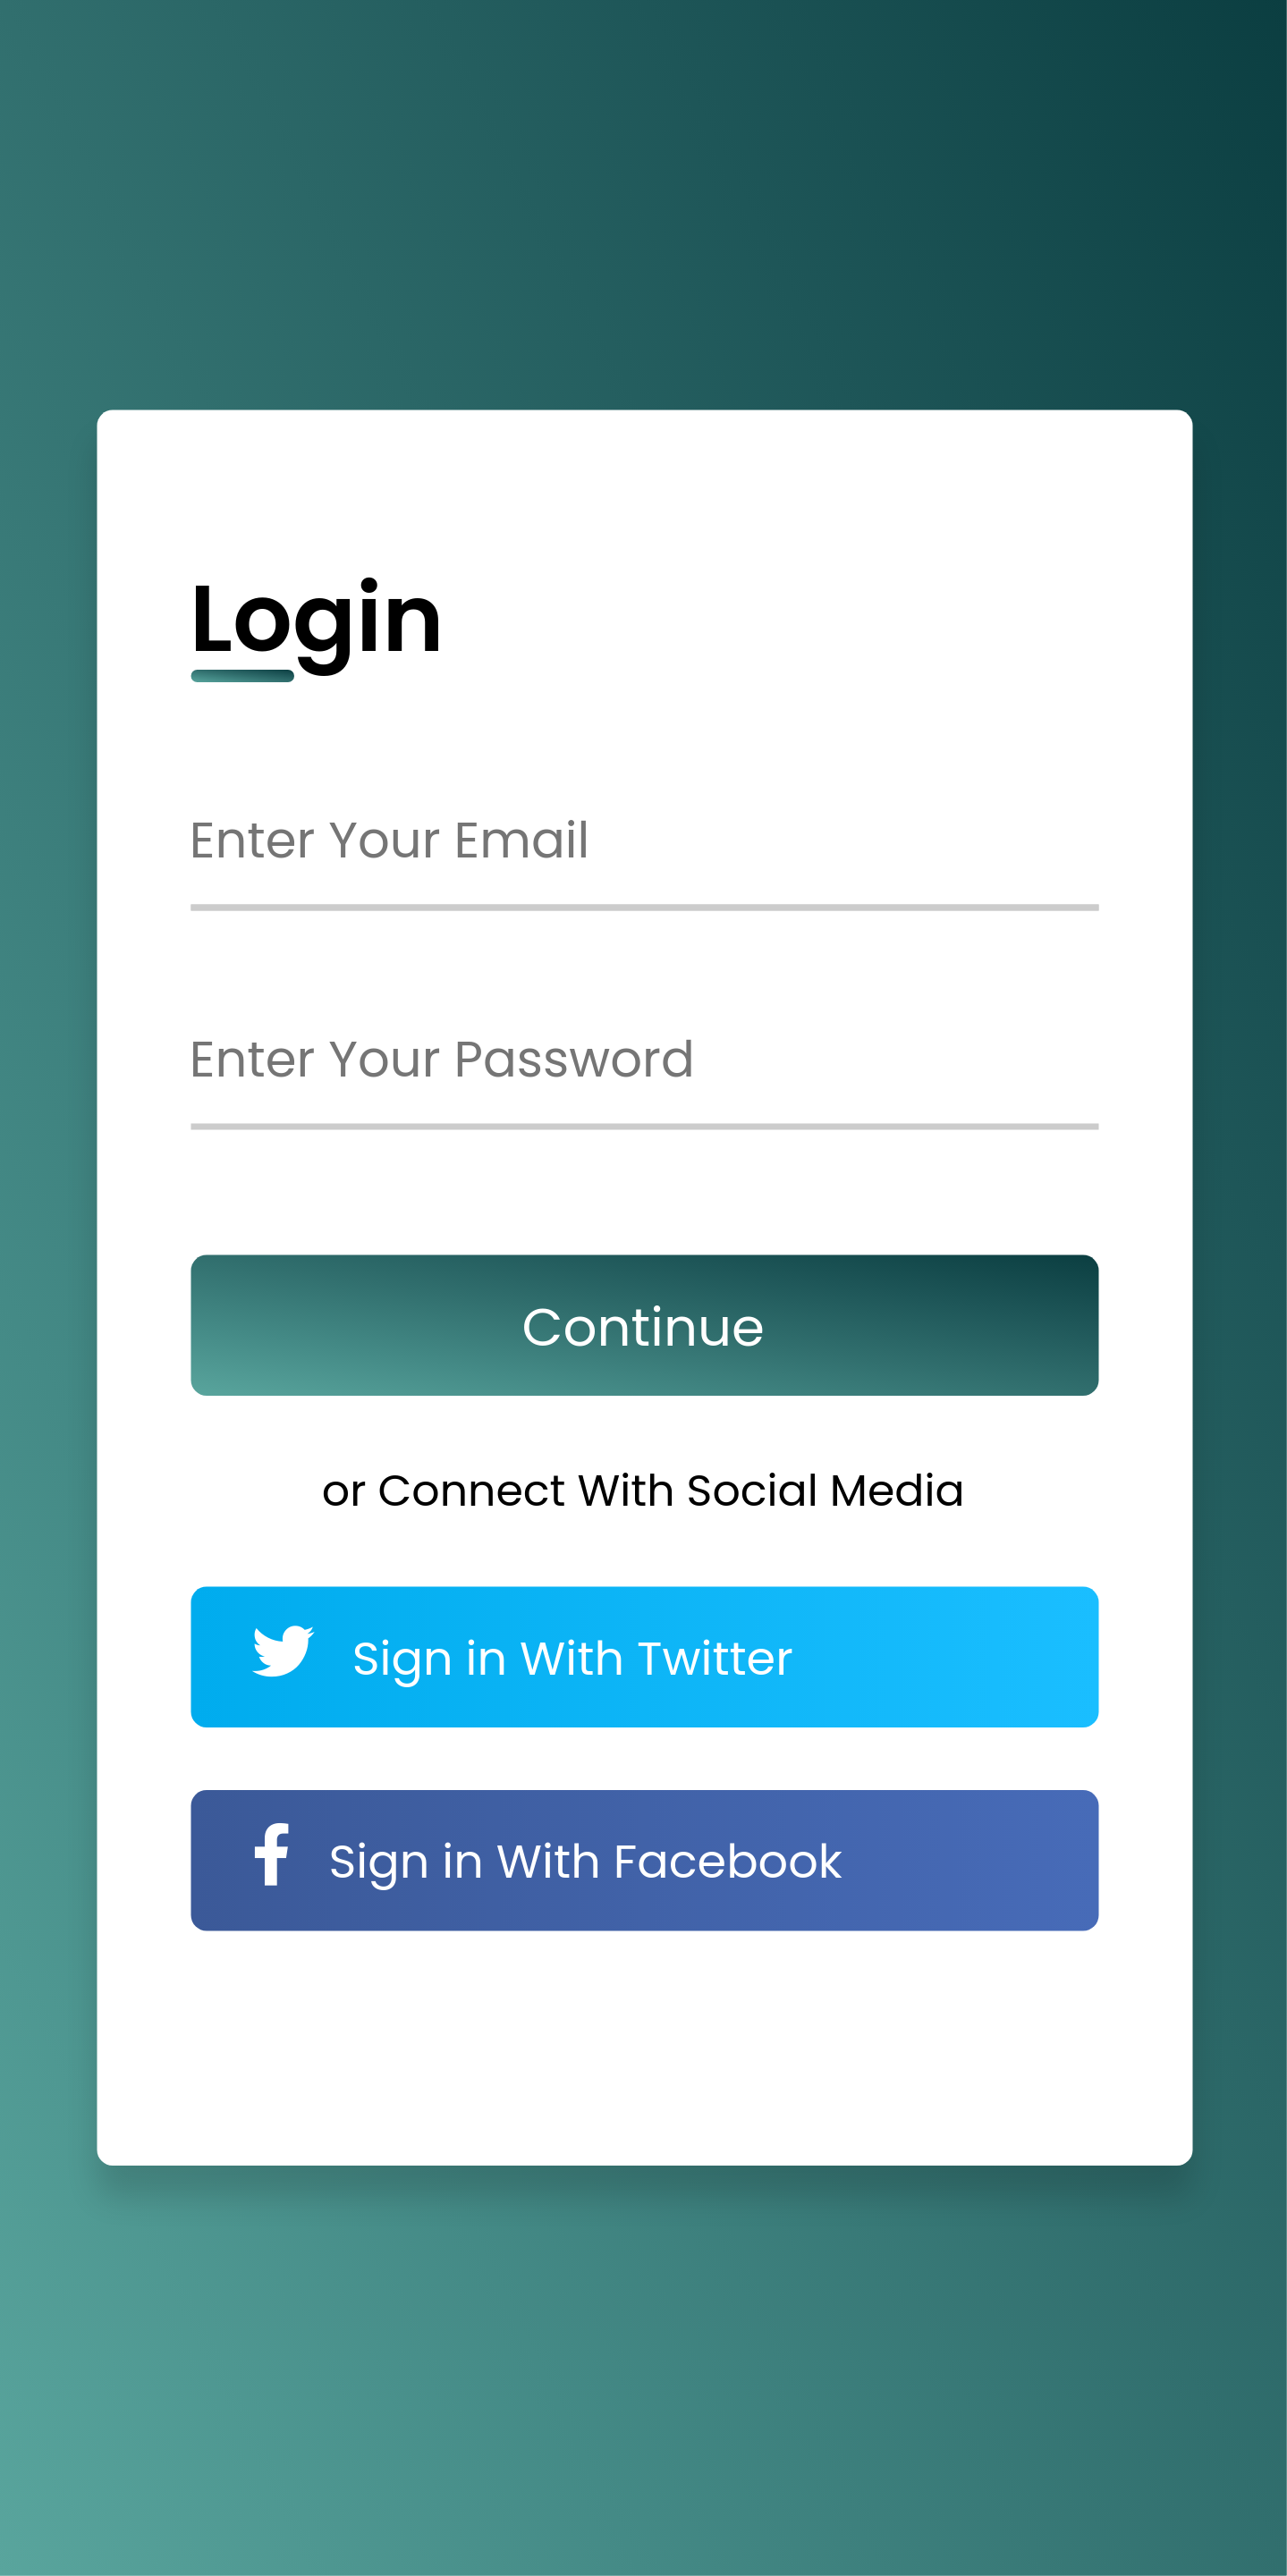 Login
Enter Your Email
Enter Your Password
Continue
or Connect With Social Media
Sign in With Twitter
Sign in With Facebook